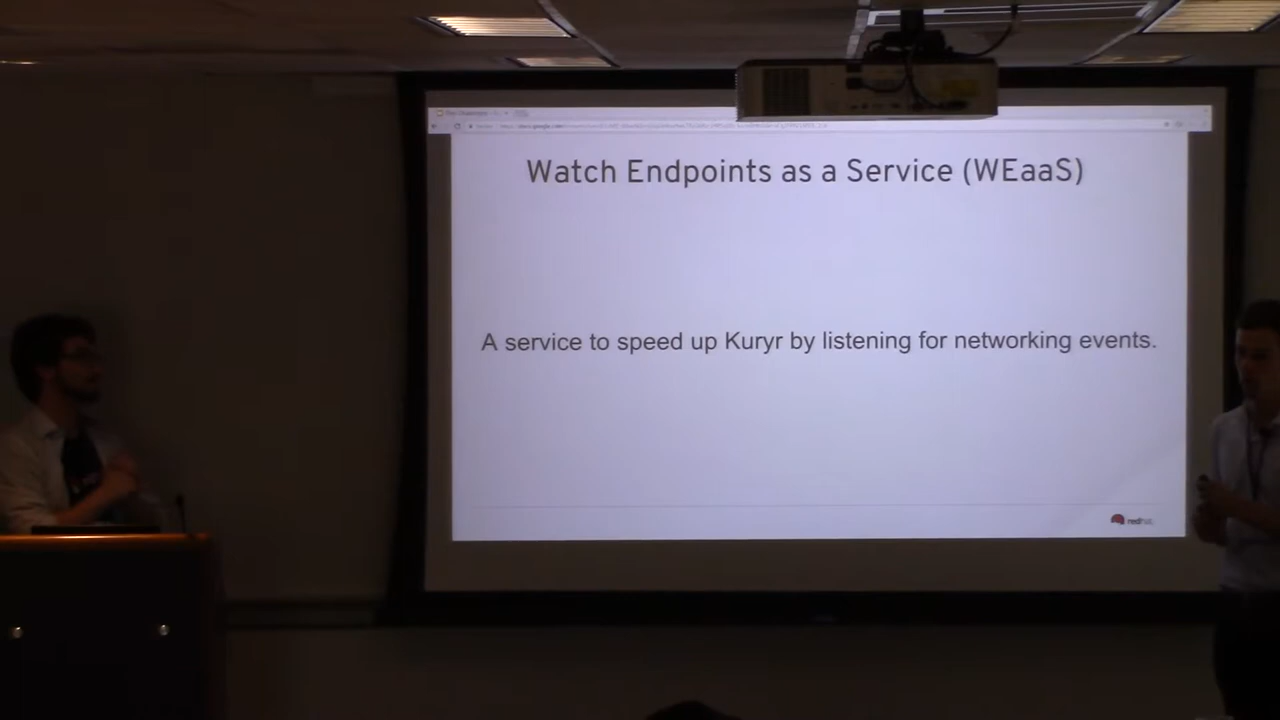 Watch Endpoints as a Service (WEaaS)
A service to speed up Kuryr by listening for networking events.
redhat